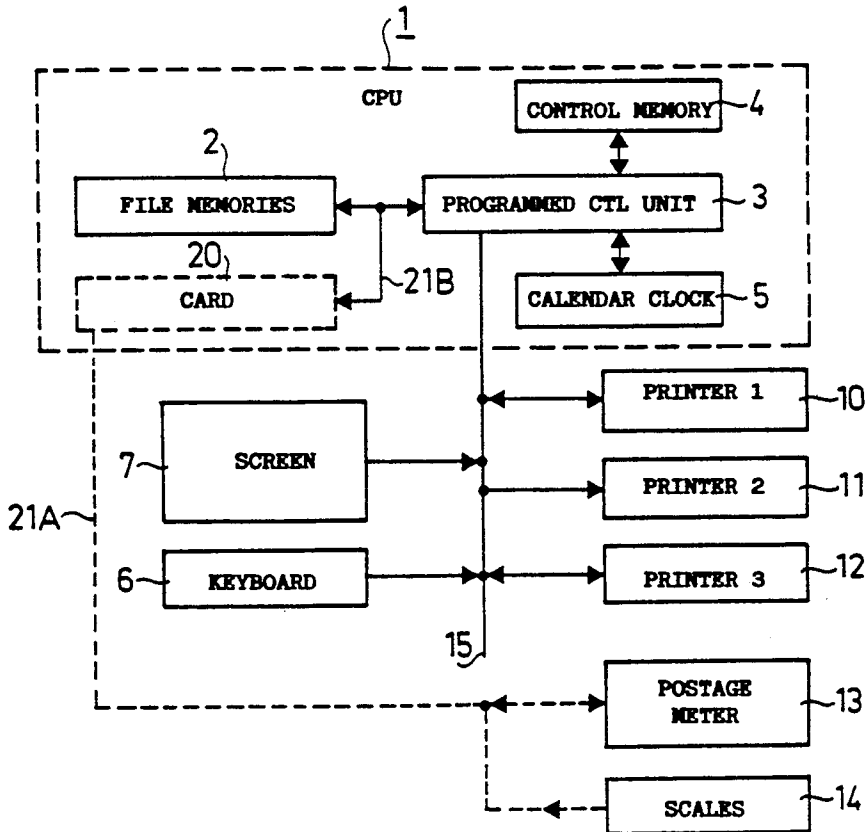 1
CPU
CONTROL MEMORY
4
2
FILE MEMORIES
PROGRAMMED CTL UNIT
3
20
CARD
21B
CALENDAR CLOCK
5
PRINTER 1
10
7
SCREEN
PRINTER 2
11
21A
6
KEYBOARD
PRINTER 3
12
15
POSTAGE
METER
13
SCALES
14